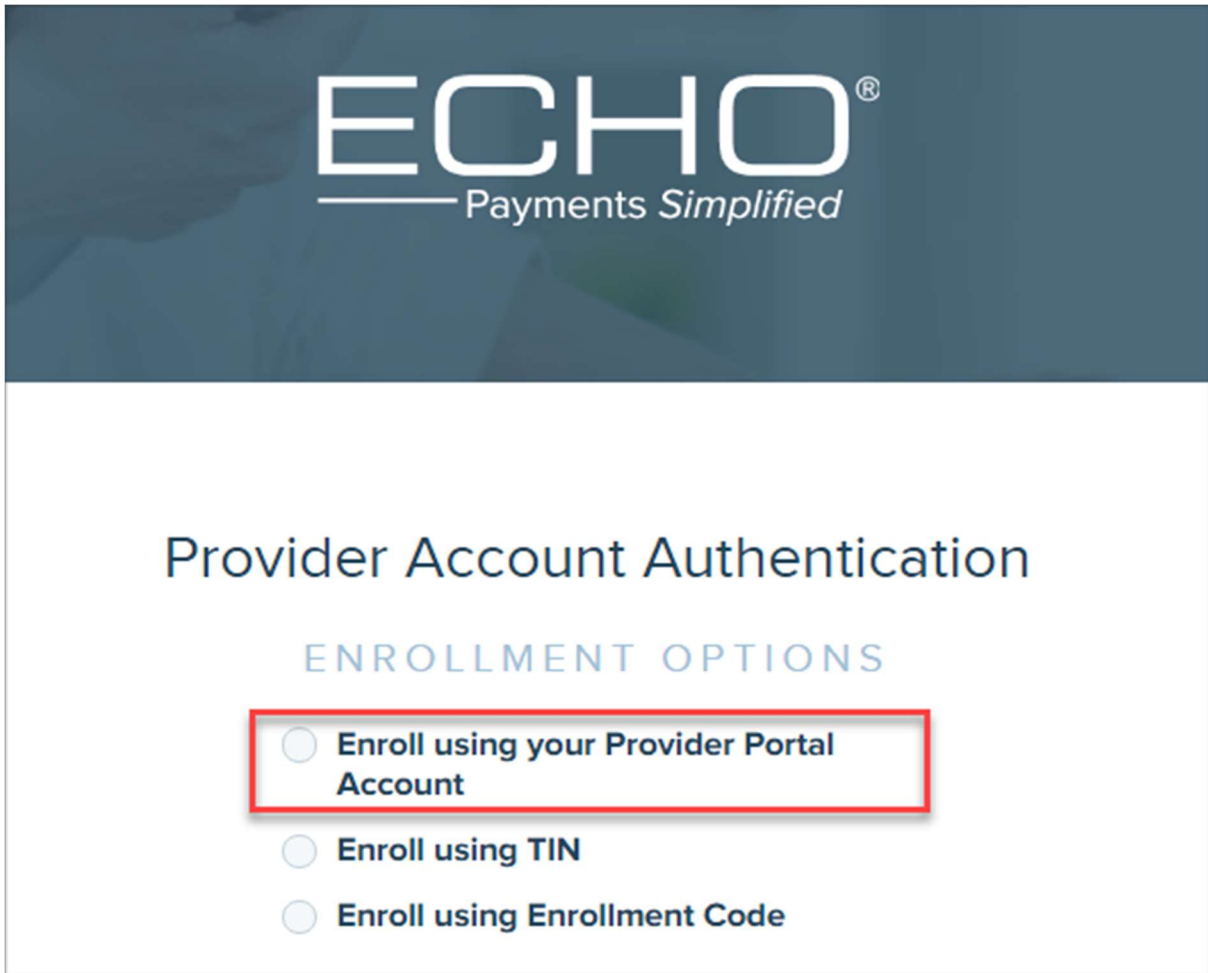 ECHO®
Payments Simplified
Provider Account Authentication
ENROLLMENT OPTIONS
Enroll using your Provider Portal
Account
Enroll using TIN
Enroll using Enrollment Code